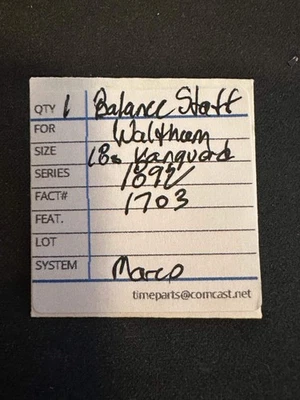 QTY 1 Balance Staff
FOR Waltham
SIZE 18s Vanguard
SERIES 1892
FACT# 1703
FEAT.
LOT
SYSTEM Marco
timeparts@comcast.net